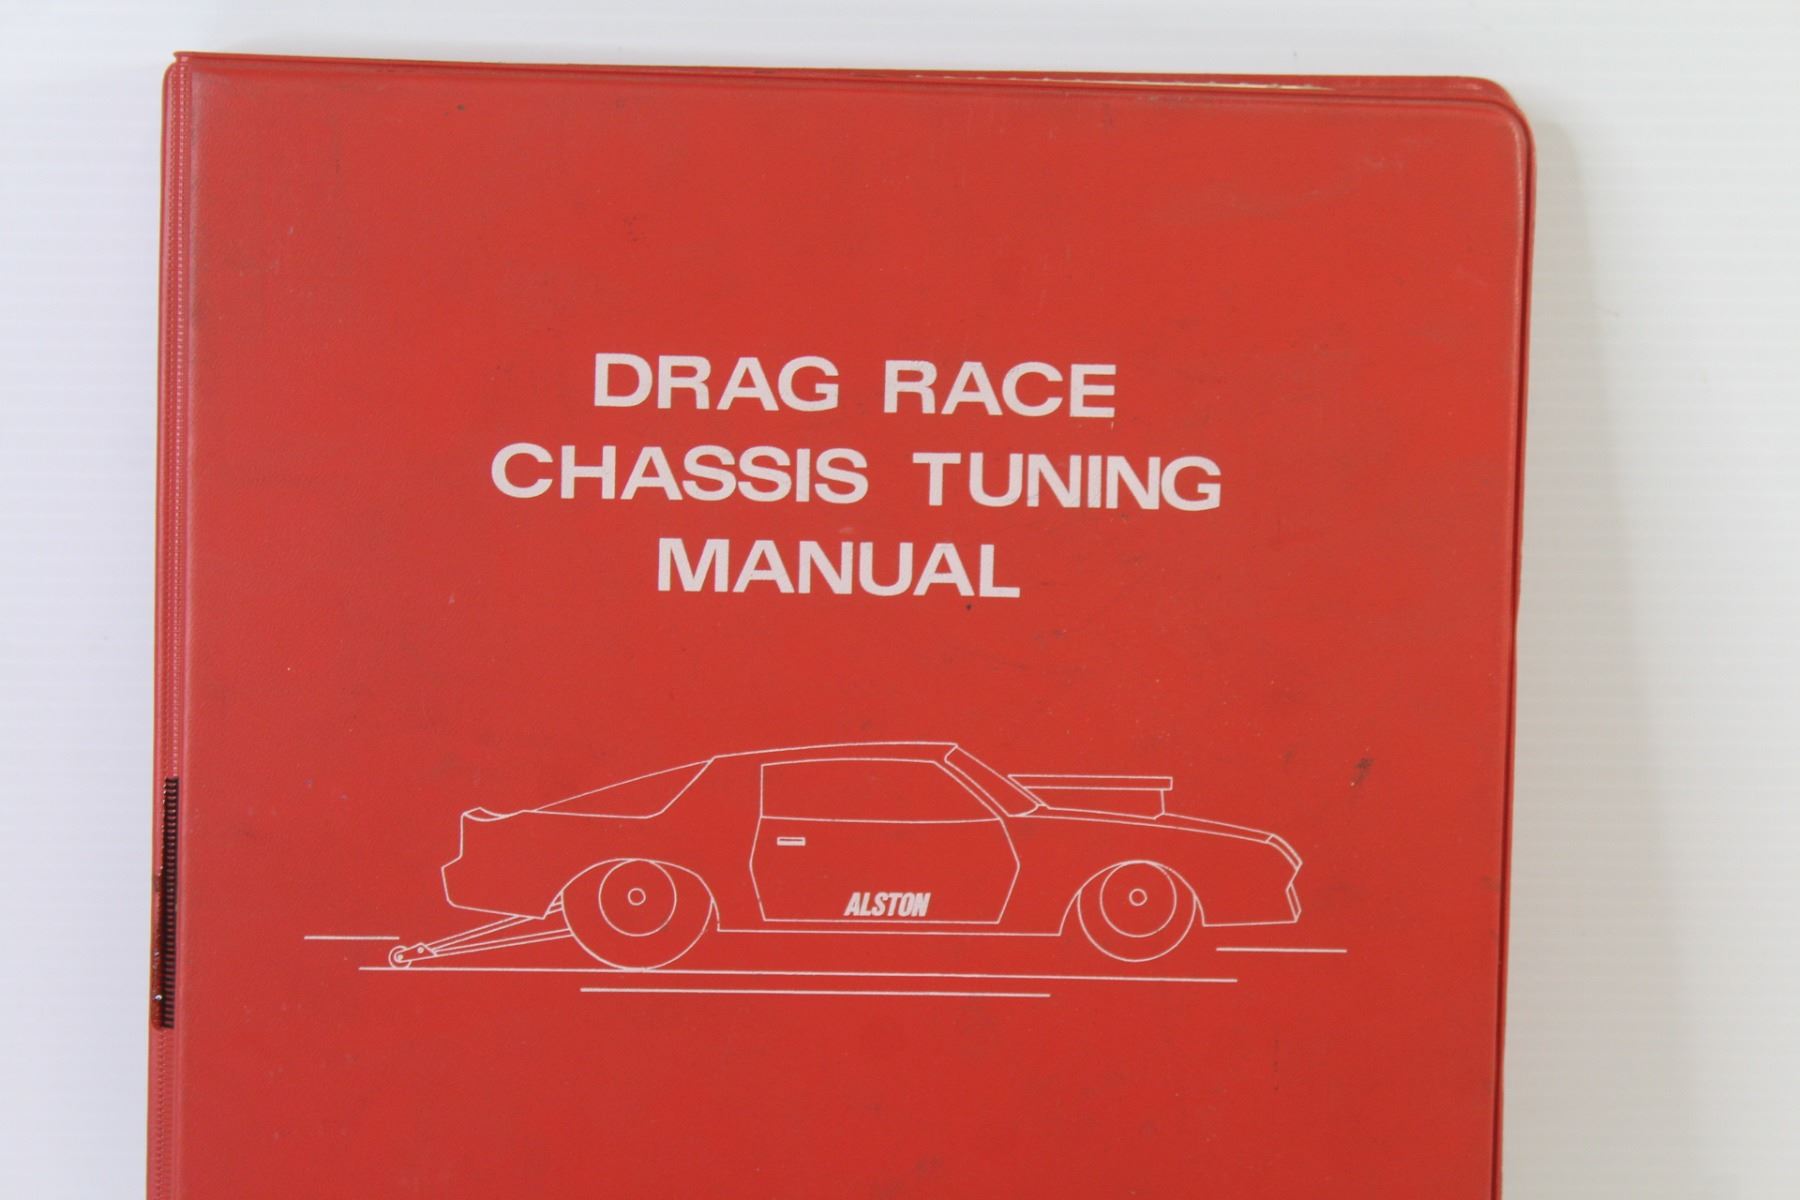 DRAG RACE
CHASSIS TUNING
MANUAL
ALSTON